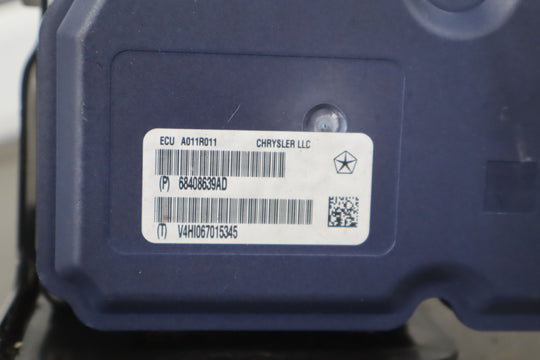 ECU A011R011 CHRYSLER LLC
(P) 68408639AD
(T) V4HI067015345